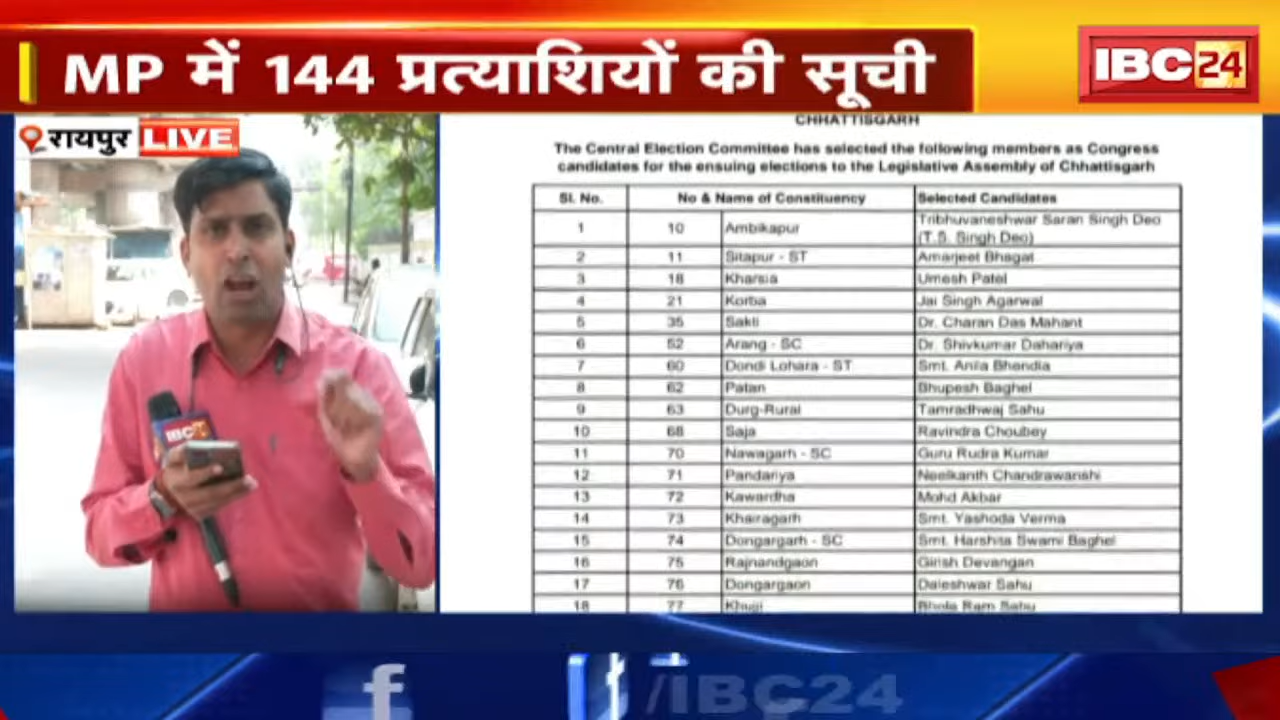 MP में 144 प्रत्याशियों की सूची
IBC24
रायपुर LIVE
IBC24
CHHATTISGARH
The Central Election Committee has selected the following members as Congress
candidates for the ensuing elections to the Legislative Assembly of Chhattisgarh
Sl. No. No & Name of Constituency Selected Candidates
1 10 Ambikapur Tribhuvaneshwar Saran Singh Deo
(T.S. Singh Deo)
2 11 Sitapur - ST Amarjeet Bhagat
3 18 Kharsia Umesh Patel
4 21 Korba Jai Singh Agarwal
5 35 Sakti Dr. Charan Das Mahant
6 52 Arang - SC Dr. Shivkumar Dahariya
7 60 Dondi Lohara - ST Smt. Anila Bhendia
8 62 Patan Bhupesh Baghel
9 63 Durg-Rural Tamradhwaj Sahu
10 68 Saja Ravindra Choubey
11 70 Nawagarh - SC Guru Rudra Kumar
12 71 Pandariya Neelkanth Chandrawanshi
13 72 Kawardha Mohd Akbar
14 73 Khairagarh Smt. Yashoda Verma
15 74 Dongargarh - SC Smt. Harshita Swami Baghel
16 75 Rajnandgaon Girish Devangan
17 76 Dongargaon Daleshwar Sahu
18 77 Khujji Bhola Ram Sahu
f f /IBC24